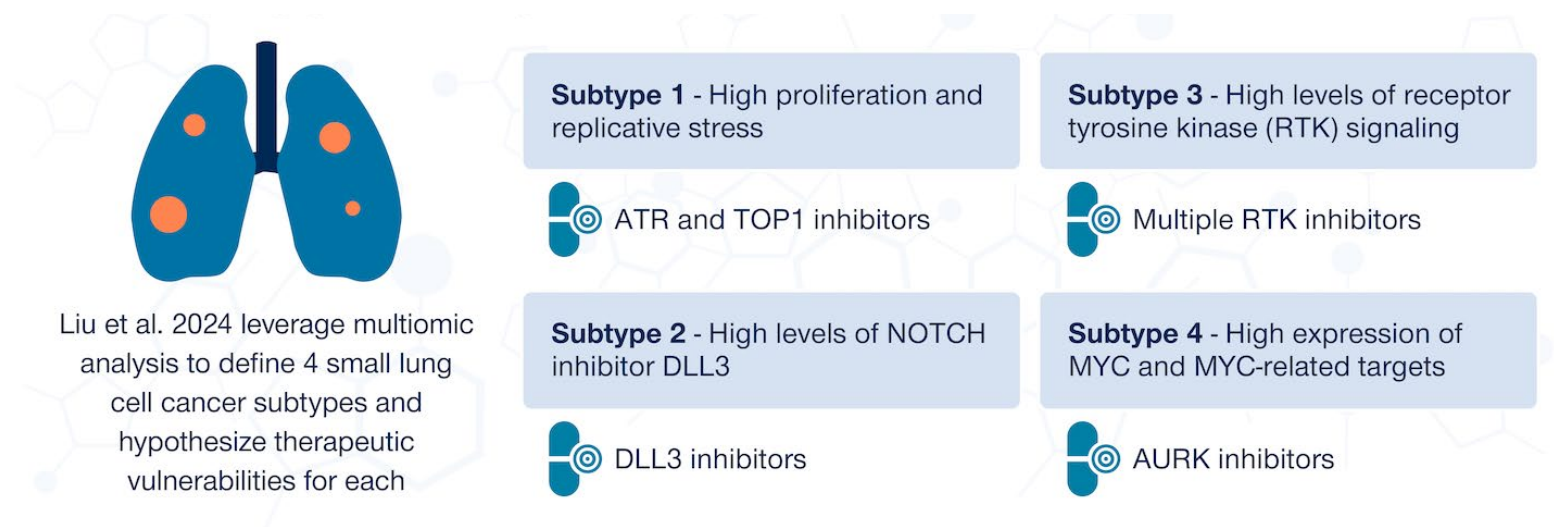 Liu et al. 2024 leverage multiomic
analysis to define 4 small lung
cell cancer subtypes and
hypothesize therapeutic
vulnerabilities for each
Subtype 1 - High proliferation and
replicative stress
ATR and TOP1 inhibitors
Subtype 2 - High levels of NOTCH
inhibitor DLL3
DLL3 inhibitors
Subtype 3 - High levels of receptor
tyrosine kinase (RTK) signaling
Multiple RTK inhibitors
Subtype 4 - High expression of
MYC and MYC-related targets
AURK inhibitors